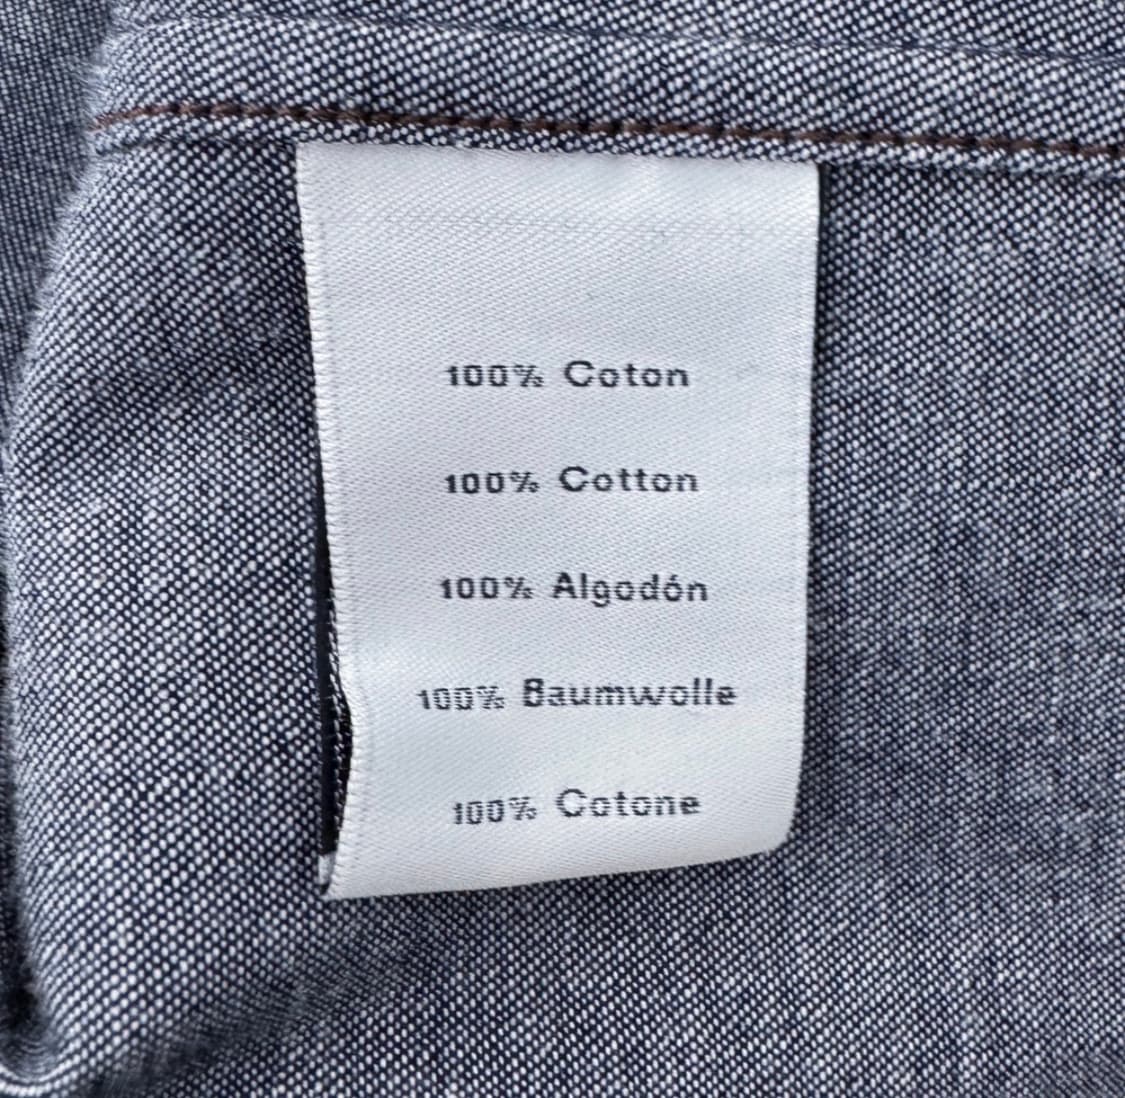 100% Coton
100% Cotton
100% Algodón
100% Baumwolle
100% Cotone